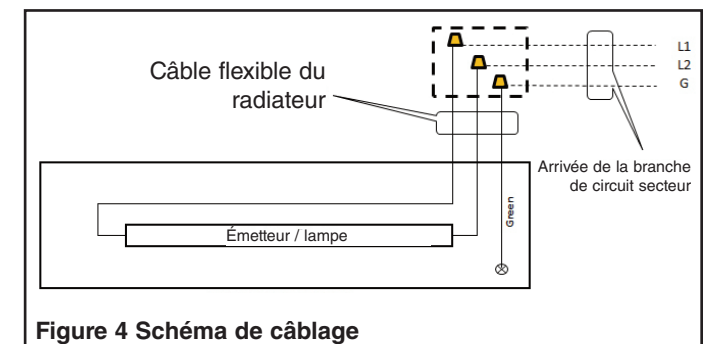 L1
L2
G
Câble flexible du
radiateur
Arrivée de la branche
de circuit secteur
Green
Émetteur / lampe
Figure 4 Schéma de câblage